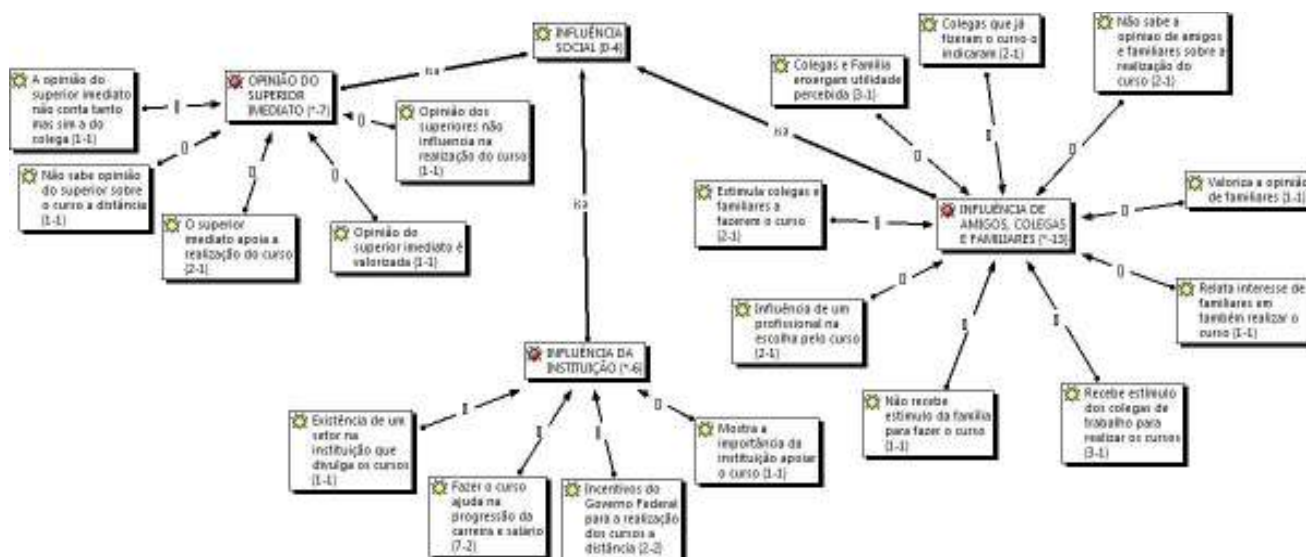 INFLUÊNCIA
SOCIAL (0-4)
isa
isa
isa
OPINIÃO DO
SUPERIOR
IMEDIATO (*-7)
A opinião do
superior imediato
não conta tanto
mas sim a do
colega (1-1)
Não sabe opinião
do superior sobre
o curso a distância
(1-1)
O superior
imediato apoia a
realização do curso
(2-1)
Opinião do
superior imediato é
valorizada (1-1)
Opinião dos
superiores não
influencia na
realização do curso
(1-1)
INFLUÊNCIA DE
AMIGOS, COLEGAS
E FAMILIARES (*-13)
Colegas e Família
enxergam utilidade
percebida (3-1)
Colegas que já
fizeram o curso o
indicaram (2-1)
Não sabe a
opinião de amigos
e familiares sobre a
realização do
curso (2-1)
Valoriza a opinião
de familiares (1-1)
Estimula colegas e
familiares a
fazerem o curso
(2-1)
Influência de um
profissional na
escolha pelo curso
(2-1)
Não recebe
estímulo da família
para fazer o curso
(1-1)
Recebe estímulo
dos colegas de
trabalho para
realizar os cursos
(3-1)
Relata interesse de
familiares em
também realizar o
curso (1-1)
INFLUÊNCIA DA
INSTITUIÇÃO (*-6)
Existência de um
setor na
instituição que
divulga os cursos
(1-1)
Fazer o curso
ajuda na
progressão da
carreira e salário
(7-2)
Incentivos do
Governo Federal
para a realização
dos cursos a
distância (2-2)
Mostra a
importância da
instituição apoiar
o curso (1-1)